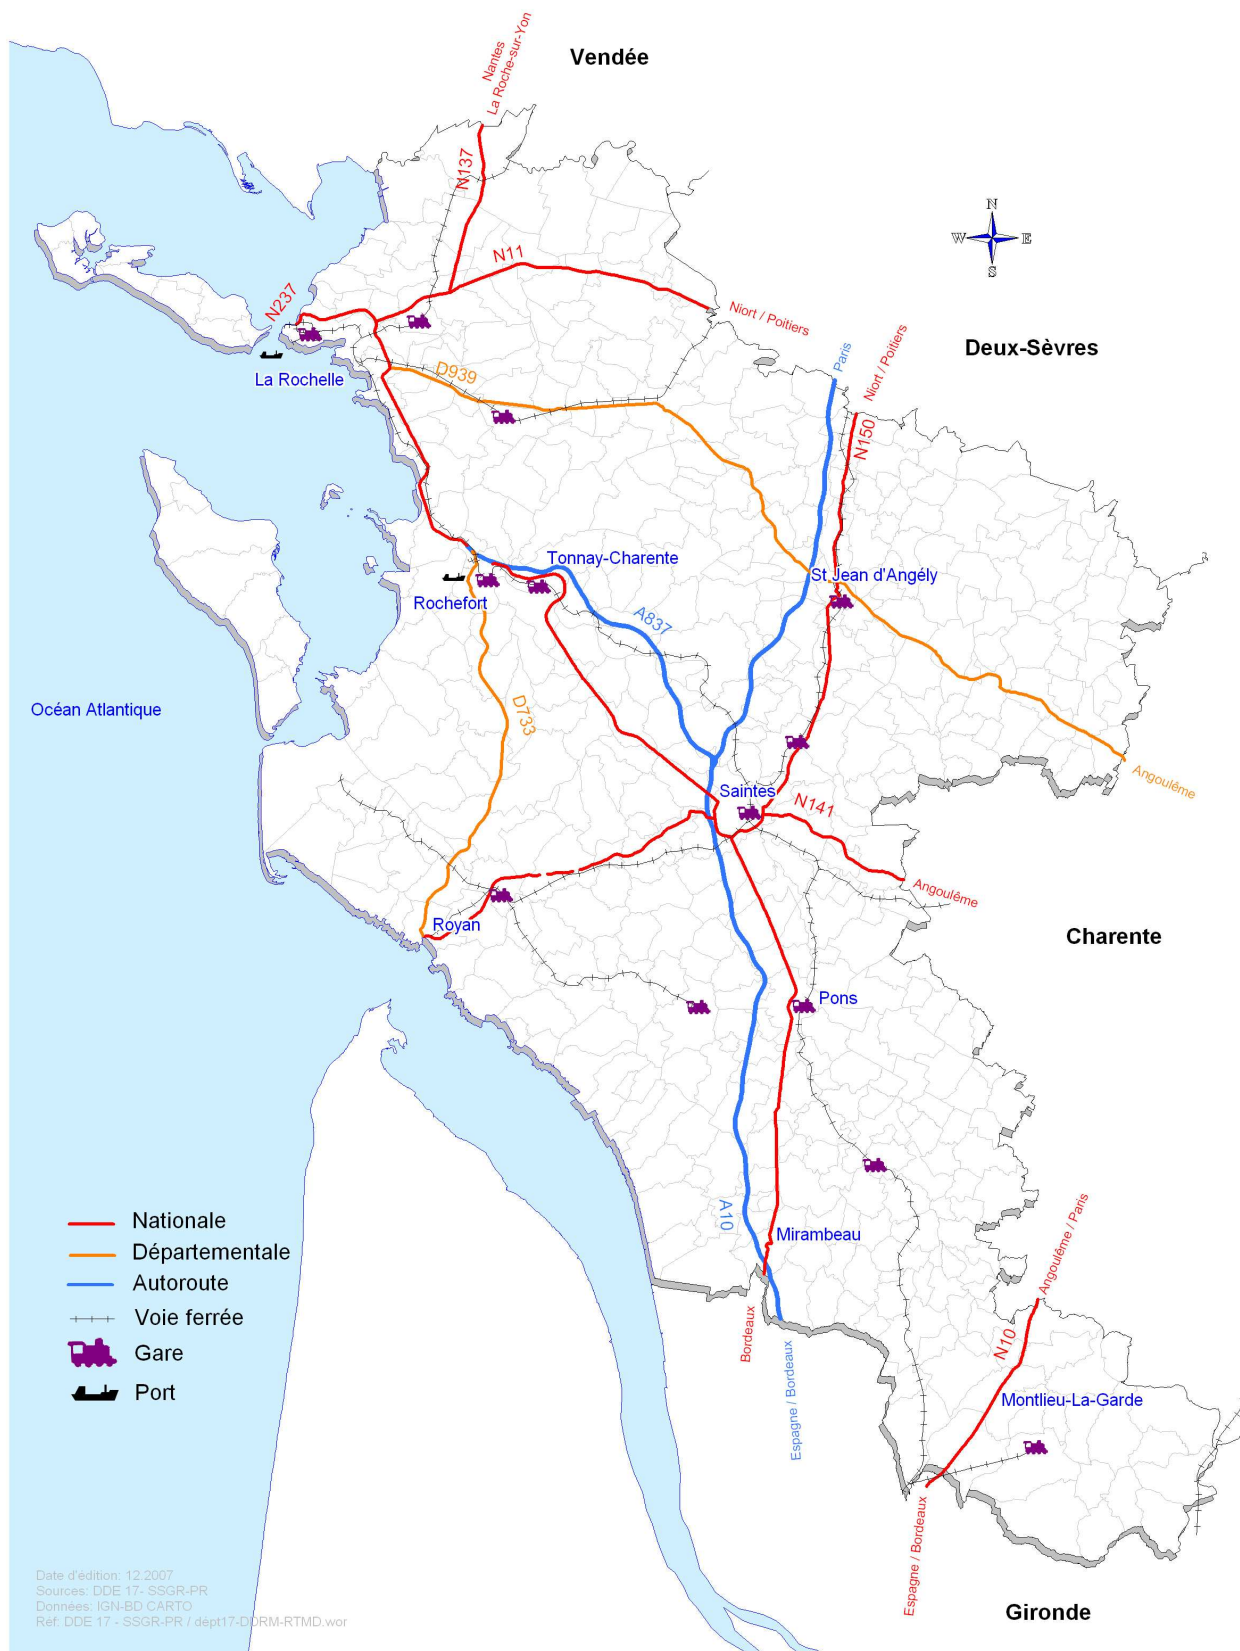 Vendée
Nantes
La Roche-sur-Yon
N137
N
W
E
S
N11
N237
Niort / Poitiers
Paris
Niort / Poitiers
Deux-Sèvres
La Rochelle
D939
N150
Tonnay-Charente
St Jean d'Angély
Rochefort
A837
Océan Atlantique
D733
Angoulême
Saintes
N141
Angoulême
Royan
Charente
Pons
A10
Mirambeau
Angoulême / Paris
Bordeaux
Espagne / Bordeaux
N10
Montlieu-La-Garde
Espagne / Bordeaux
Nationale
Départementale
Autoroute
Voie ferrée
Gare
Port
Date d'édition: 12.2007
Sources: DDE 17- SSGR-PR
Données: IGN-BD CARTO
Réf: DDE 17 - SSGR-PR / dépt17-DDRM-RTMD.wor
Gironde